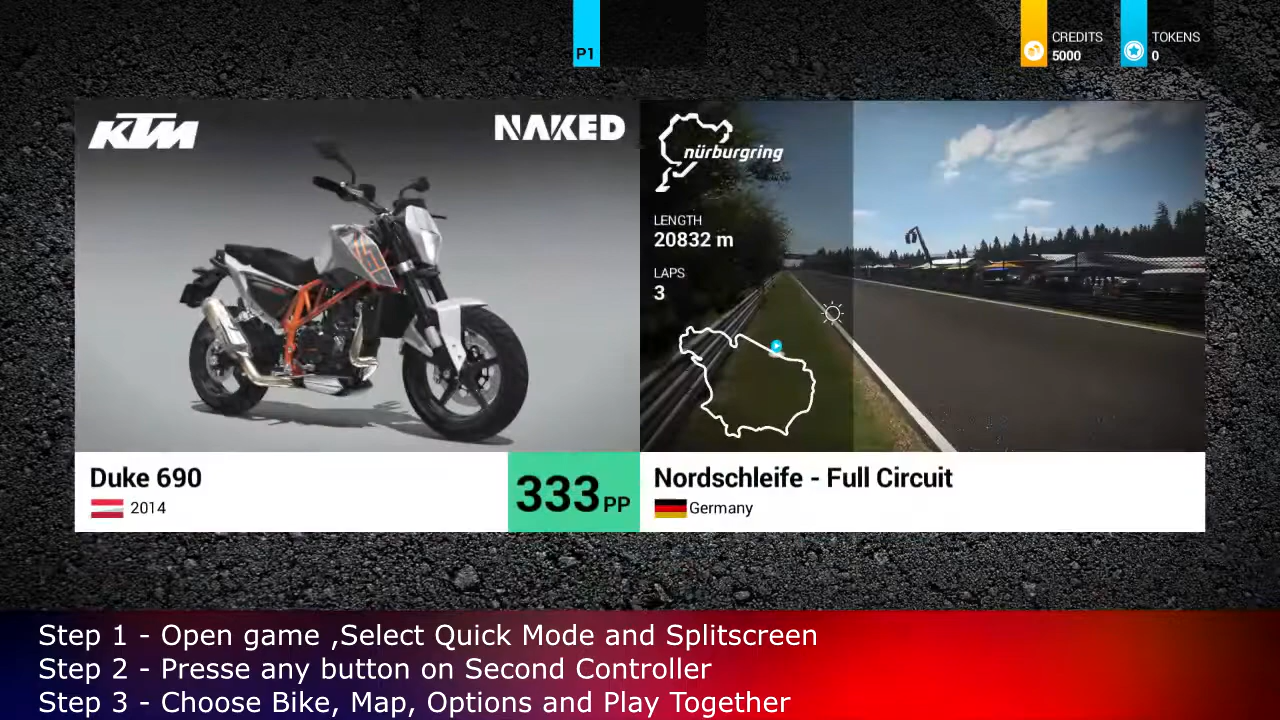 P1
CREDITS
5000
TOKENS
0
KTM
NAKED
nürburgring
LENGTH
20832 m
LAPS
3
Duke 690
2014
333 PP
Nordschleife - Full Circuit
Germany
Step 1 - Open game ,Select Quick Mode and Splitscreen
Step 2 - Presse any button on Second Controller
Step 3 - Choose Bike, Map, Options and Play Together